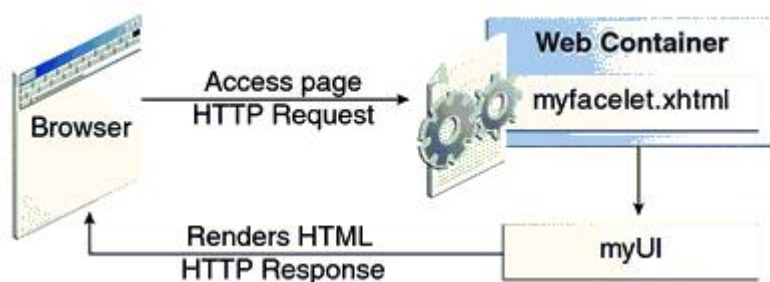 Web Container
Access page
HTTP Request
myfacelet.xhtml
Browser
Renders HTML
HTTP Response
myUI